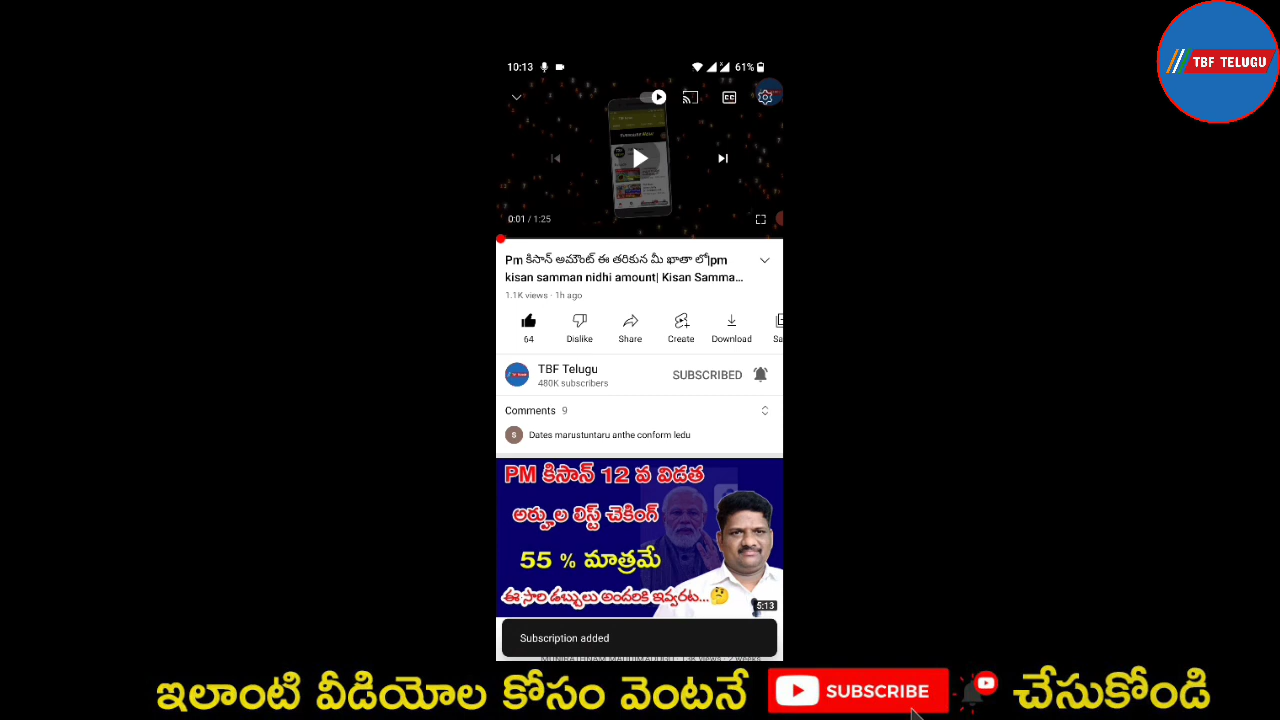 TBF TELUGU
10:13
61%
CC
0:01 / 1:25
Pm కిసాన్ అమౌంట్ ఈ తరికున మీ ఖాతా లో|pm
kisan samman nidhi amount| Kisan Samma...
1.1K views · 1h ago
64 Dislike Share Create Download Sa
TBF Telugu
480K subscribers
SUBSCRIBED
Comments 9
S Dates marustuntaru anthe conform ledu
PM కిసాన్ 12 వ విడత
అర్హుల లిస్ట్ చెకింగ్
55 % మాత్రమే
ఈ సారి డబ్బులు అందరికి ఇవ్వరట...🤔
5:13
Subscription added
ఇలాంటి వీడియోల కోసం వెంటనే SUBSCRIBE చేసుకోండి